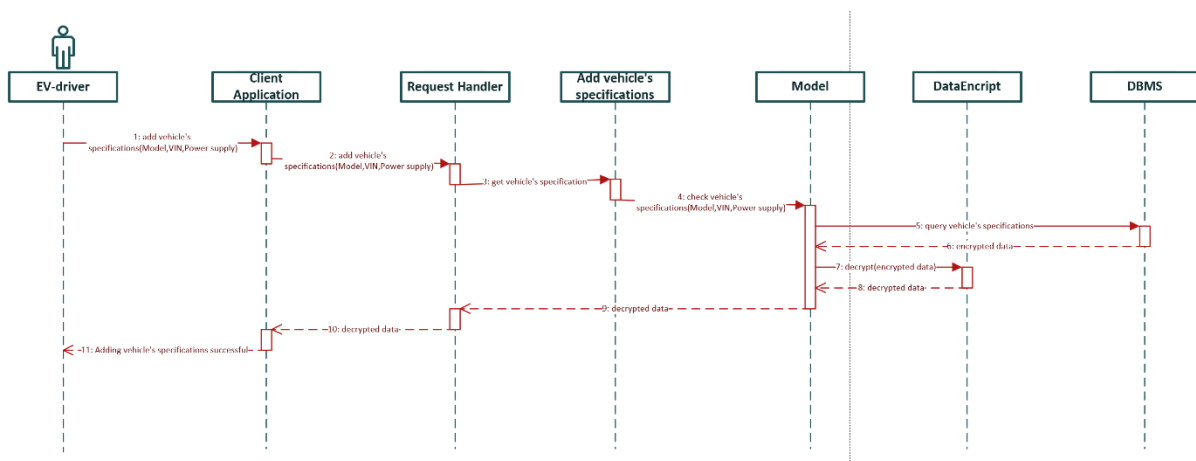 EV-driver
Client
Application
Request Handler
Add vehicle's
specifications
Model
DataEncript
DBMS
1: add vehicle's
specifications(Model,VIN,Power supply)
2: add vehicle's
specifications(Model,VIN,Power supply)
3: get vehicle's specification
4: check vehicle's
specifications(Model,VIN,Power supply)
5: query vehicle's specifications
6: encrypted data
7: decrypt(encrypted data)
8: decrypted data
9: decrypted data
10: decrypted data
11: Adding vehicle's specifications successful